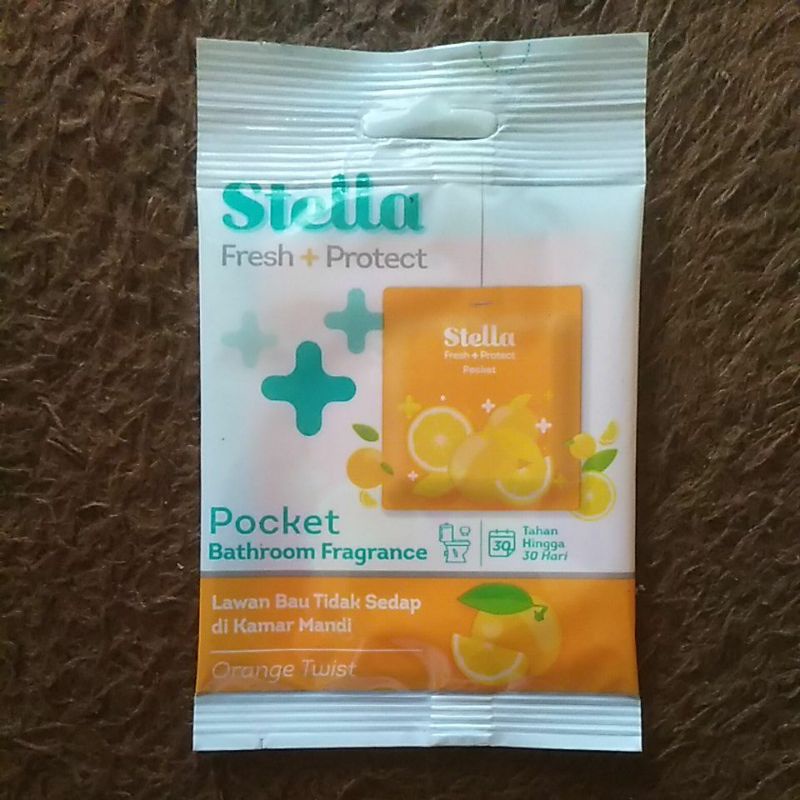 Stella
Fresh + Protect
Stella
Fresh + Protect
Pocket
Pocket
Bathroom Fragrance
30
Tahan
Hingga
30 Hari
Lawan Bau Tidak Sedap
di Kamar Mandi
Orange Twist